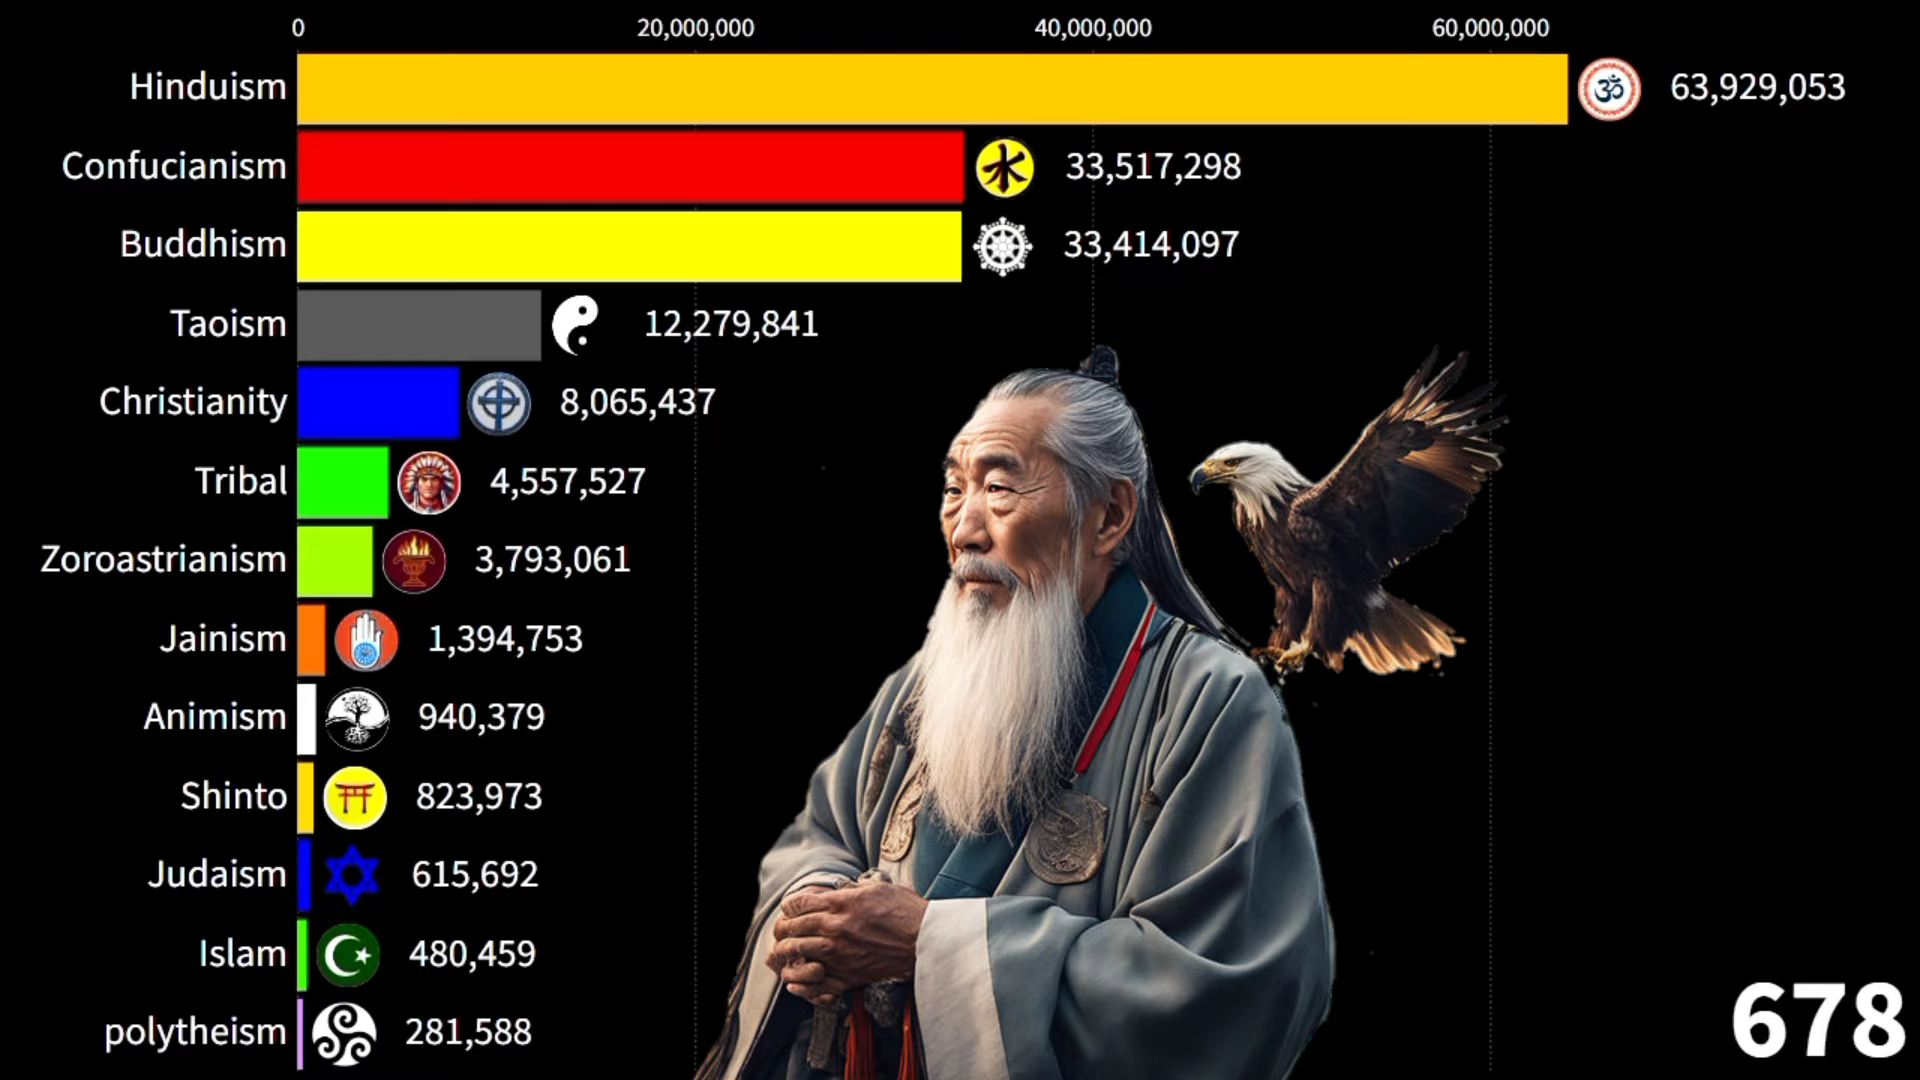 0 20,000,000 40,000,000 60,000,000
Hinduism ॐ 63,929,053
Confucianism 水 33,517,298
Buddhism 33,414,097
Taoism 12,279,841
Christianity 8,065,437
Tribal 4,557,527
Zoroastrianism 3,793,061
Jainism 1,394,753
Animism 940,379
Shinto 823,973
Judaism 615,692
Islam 480,459
polytheism 281,588
678